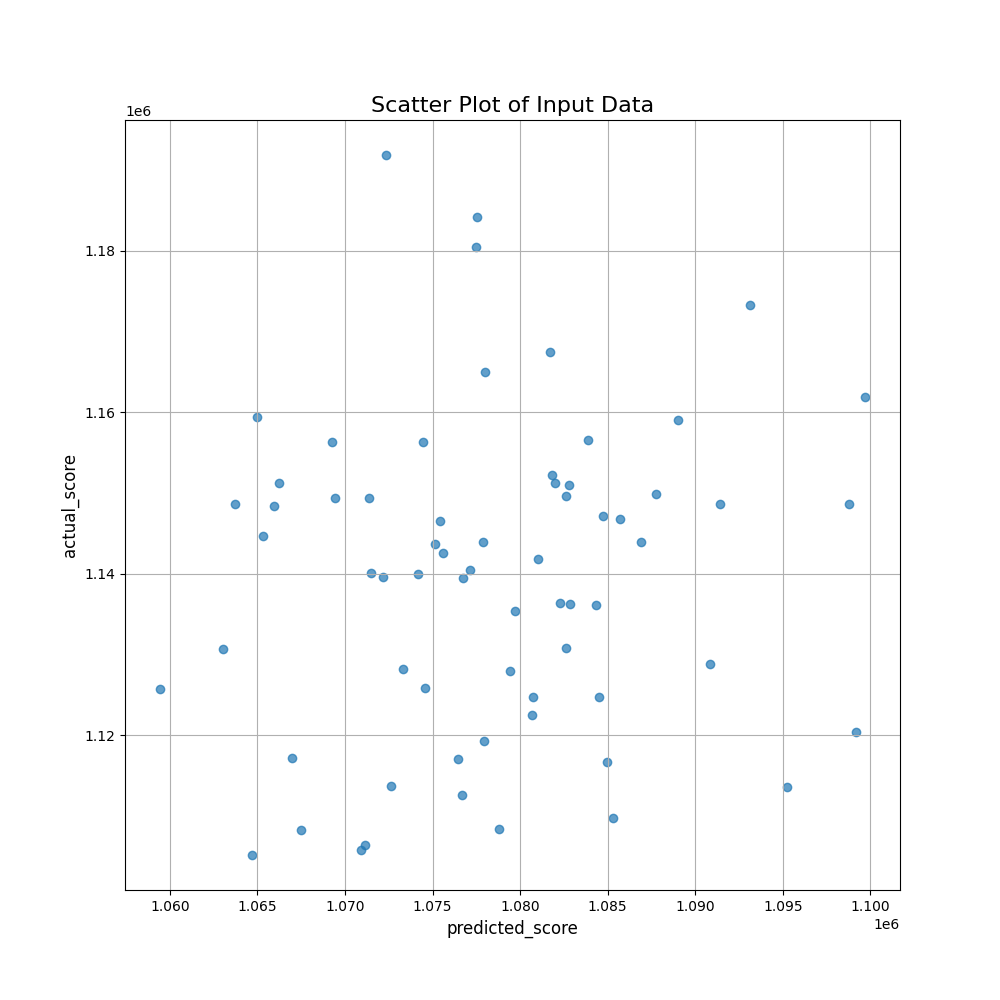 Scatter Plot of Input Data
1e6
1.18
1.16
1.14
1.12
actual_score
1.060 1.065 1.070 1.075 1.080 1.085 1.090 1.095 1.100
1e6
predicted_score